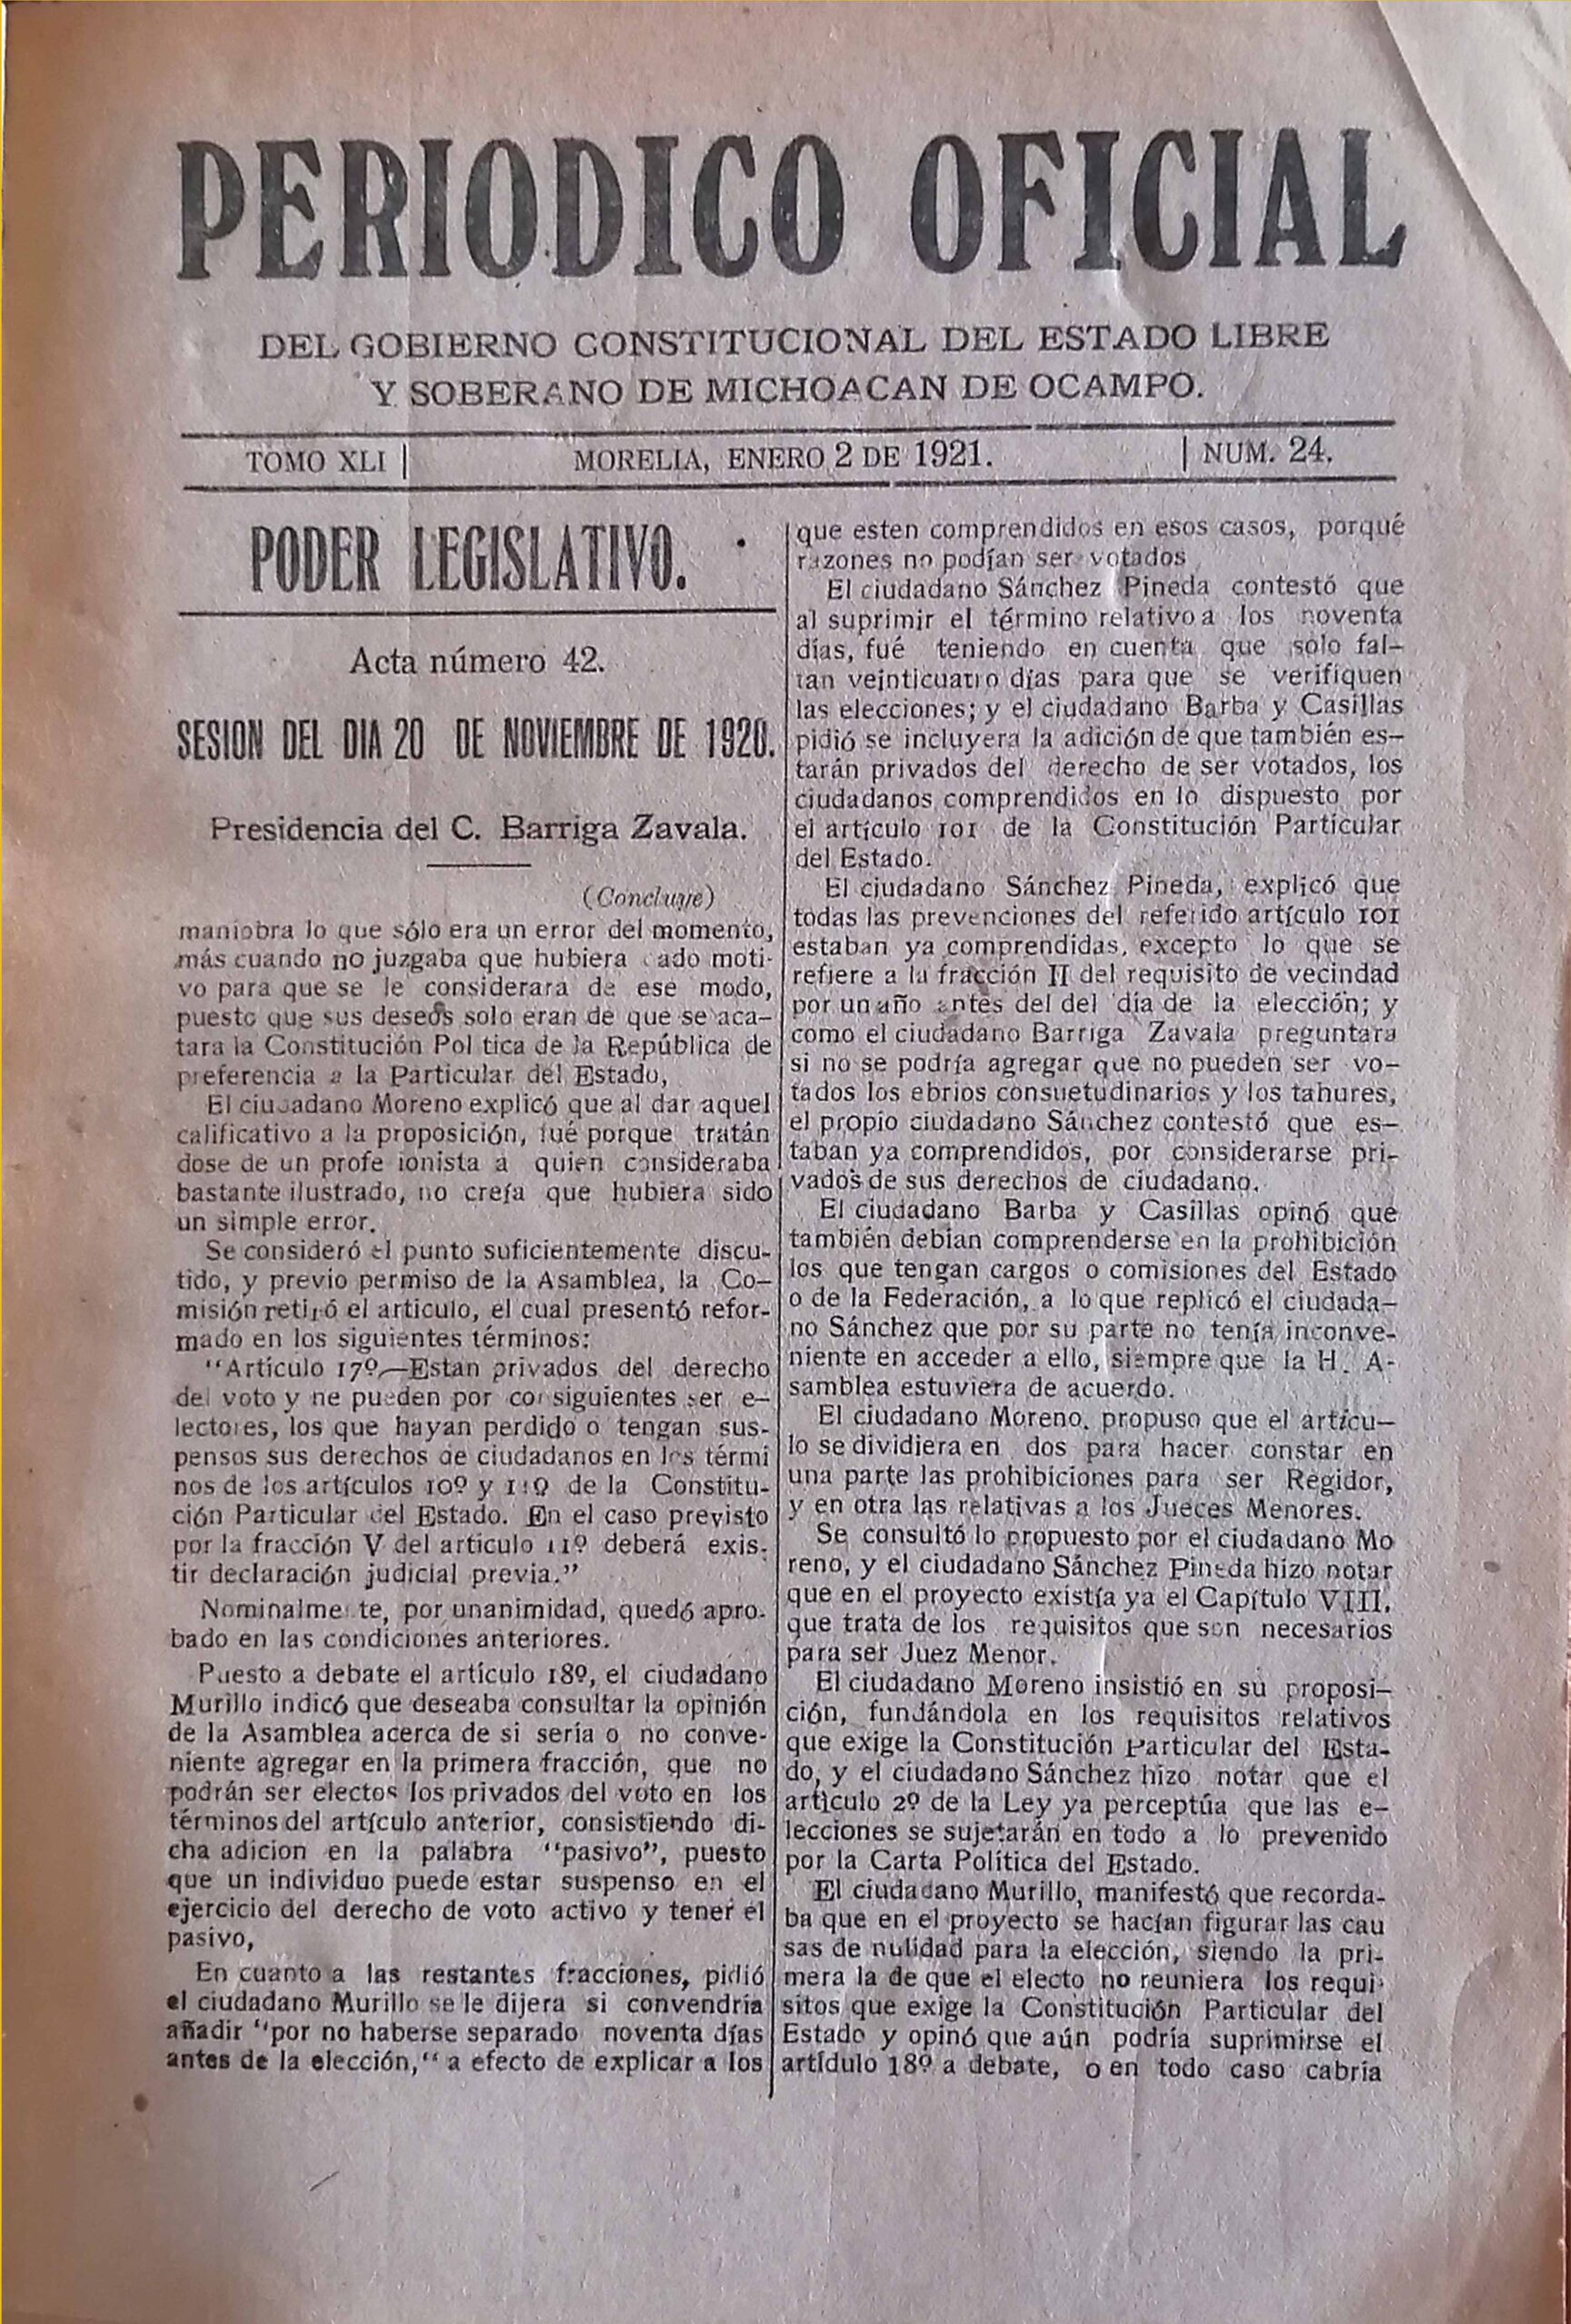 PERIODICO OFICIAL
DEL GOBIERNO CONSTITUCIONAL DEL ESTADO LIBRE
Y SOBERANO DE MICHOACAN DE OCAMPO.
TOMO XLI | MORELIA, ENERO 2 DE 1921. | NUM. 24.
PODER LEGISLATIVO.
Acta número 42.
SESION DEL DIA 20 DE NOVIEMBRE DE 1920.
Presidencia del C. Barriga Zavala.
(Concluye)
maniobra lo que sólo era un error del momento,
más cuando no juzgaba que hubiera cado moti-
vo para que se le considerara de ese modo,
puesto que sus deseos solo eran de que se aca-
tara la Constitución Pol tica de la República de
preferencia a la Particular del Estado,
El ciudadano Moreno explicó que al dar aquel
calificativo a la proposición, fué porque tratán
dose de un profe ionista a quien consideraba
bastante ilustrado, no creía que hubiera sido
un simple error.
Se consideró el punto suficientemente discu-
tido, y previo permiso de la Asamblea, la Co-
misión retiró el articulo, el cual presentó refor-
mado en los siguientes términos:
"Artículo 17º—Estan privados del derecho
del voto y ne pueden por consiguientes ser e-
lectores, los que hayan perdido o tengan sus-
pensos sus derechos de ciudadanos en los térmi
nos de los artículos 10º y 11º de la Constitu-
ción Particular del Estado. En el caso previsto
por la fracción V del articulo 11º deberá exis-
tir declaración judicial previa."
Nominalmente, por unanimidad, quedó apro-
bado en las condiciones anteriores.
Puesto a debate el artículo 18º, el ciudadano
Murillo indicó que deseaba consultar la opinión
de la Asamblea acerca de si sería o no conve-
niente agregar en la primera fracción, que no
podrán ser electos los privados del voto en los
términos del artículo anterior, consistiendo di-
cha adicion en la palabra "pasivo", puesto
que un individuo puede estar suspenso en el
ejercicio del derecho de voto activo y tener el
pasivo,
En cuanto a las restantes fracciones, pidió
el ciudadano Murillo se le dijera si convendría
añadir "por no haberse separado noventa días
antes de la elección," a efecto de explicar a los
que esten comprendidos en esos casos, porqué
razones no podían ser votados
El ciudadano Sánchez Pineda contestó que
al suprimir el término relativo a los noventa
días, fué teniendo en cuenta que solo fal-
tan veinticuatro días para que se verifiquen
las elecciones; y el ciudadano Barba y Casillas
pidió se incluyera la adición de que también es-
tarán privados del derecho de ser votados, los
ciudadanos comprendidos en lo dispuesto por
el artículo 101 de la Constitución Particular
del Estado.
El ciudadano Sánchez Pineda, explicó que
todas las prevenciones del referido artículo 101
estaban ya comprendidas, excepto lo que se
refiere a la fracción II del requisito de vecindad
por un año antes del del día de la elección; y
como el ciudadano Barriga Zavala preguntara
si no se podría agregar que no pueden ser vo-
tados los ebrios consuetudinarios y los tahures,
el propio ciudadano Sánchez contestó que es-
taban ya comprendidos, por considerarse pri-
vados de sus derechos de ciudadano.
El ciudadano Barba y Casillas opinó que
también debían comprenderse en la prohibición
los que tengan cargos o comisiones del Estado
o de la Federación, a lo que replicó el ciudada-
no Sánchez que por su parte no tenía inconve-
niente en acceder a ello, siempre que la H. A-
samblea estuviera de acuerdo.
El ciudadano Moreno. propuso que el artícu-
lo se dividiera en dos para hacer constar en
una parte las prohibiciones para ser Regidor,
y en otra las relativas a los Jueces Menores.
Se consultó lo propuesto por el ciudadano Mo
reno, y el ciudadano Sánchez Pineda hizo notar
que en el proyecto existía ya el Capítulo VIII,
que trata de los requisitos que son necesarios
para ser Juez Menor.
El ciudadano Moreno insistió en su proposi-
ción, fundándola en los requisitos relativos
que exige la Constitución Particular del Esta-
do, y el ciudadano Sánchez hizo notar que el
artículo 2º de la Ley ya perceptúa que las e-
lecciones se sujetarán en todo a lo prevenido
por la Carta Política del Estado.
El ciudadano Murillo, manifestó que recorda-
ba que en el proyecto se hacían figurar las cau
sas de nulidad para la elección, siendo la pri-
mera la de que el electo no reuniera los requi-
sitos que exige la Constitución Particular del
Estado y opinó que aún podría suprimirse el
artídulo 18º a debate, o en todo caso cabría